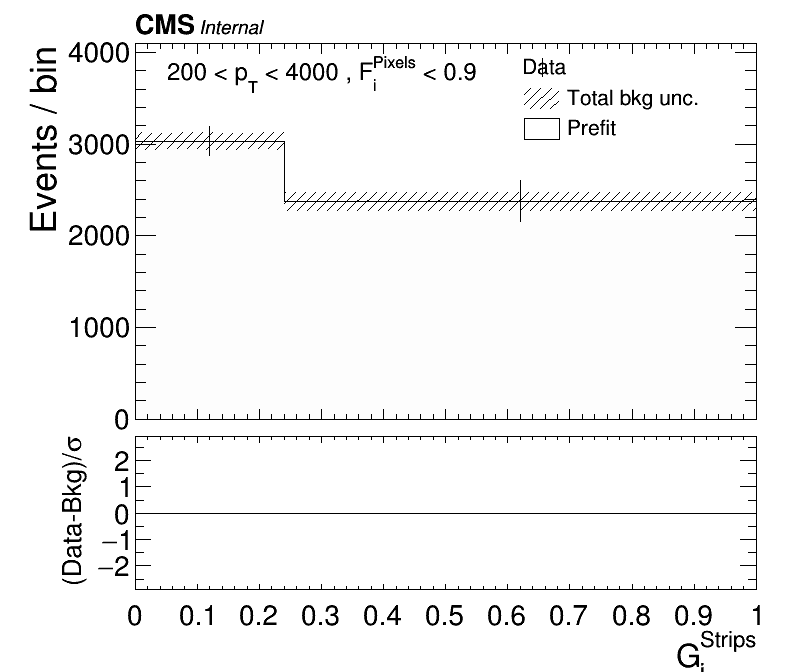 CMS Internal
4000
3000
2000
1000
0
Events / bin
200 < p_T < 4000 , F_i^Pixels < 0.9
Data
Total bkg unc.
Prefit
2
1
0
−1
−2
(Data-Bkg)/σ
0 0.1 0.2 0.3 0.4 0.5 0.6 0.7 0.8 0.9 1
G_i^Strips